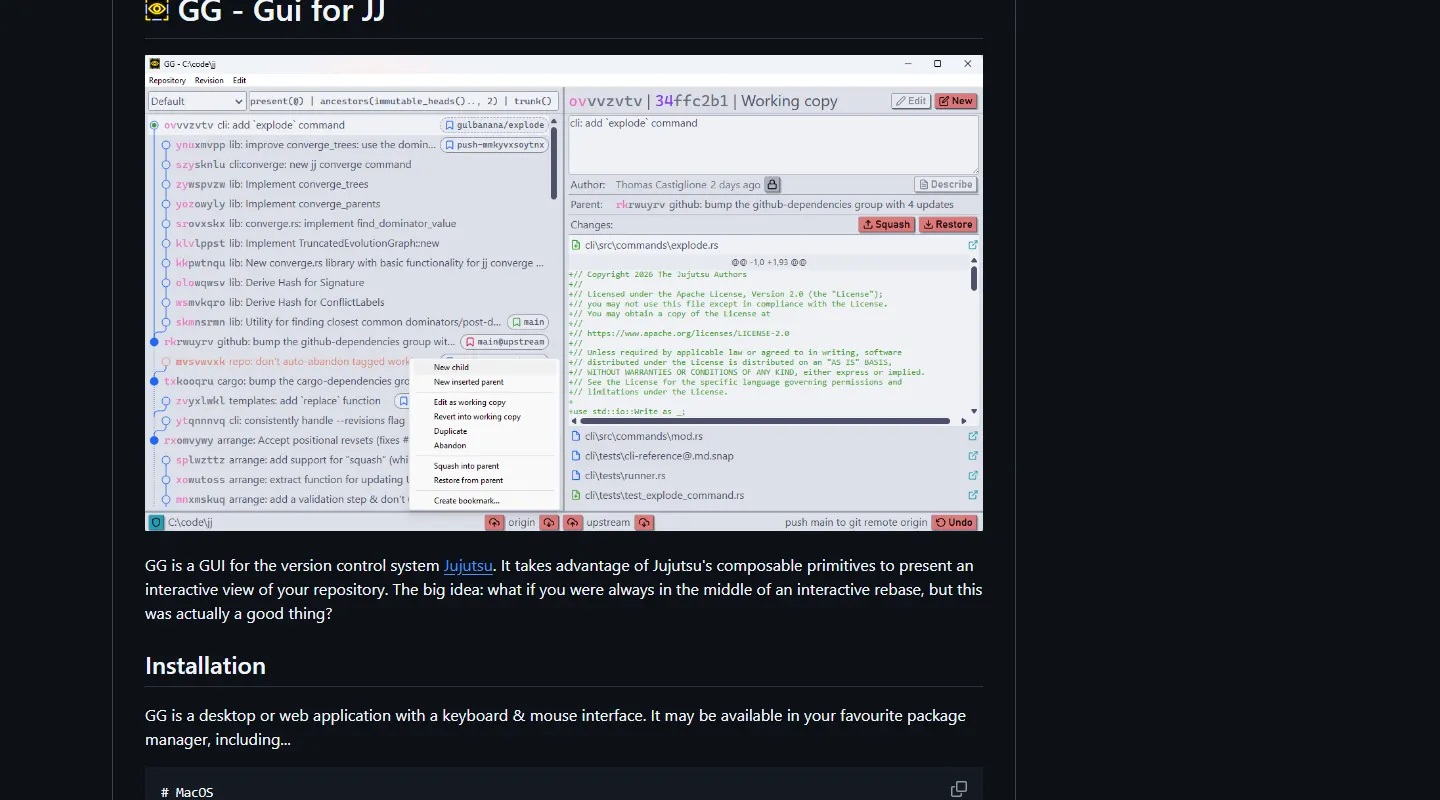 GG - Gui for JJ
GG - C:\code\jj
Repository Revision Edit
Default present(@) | ancestors(immutable_heads().., 2) | trunk()
ovvvzvtv cli: add `explode` command gulbanana/explode
ynuxmvpp lib: improve converge_trees: use the domin... push-mmkyvxsoytnx
szysknlu cli:converge: new jj converge command
zywspvzw lib: Implement converge_trees
yozowyly lib: Implement converge_parents
srovxskx lib: converge.rs: implement find_dominator_value
klvlppst lib: Implement TruncatedEvolutionGraph::new
kkpwtnqu lib: New converge.rs library with basic functionality for jj converge ...
olowqwsv lib: Derive Hash for Signature
wsmvkqro lib: Derive Hash for ConflictLabels
skmnsrmn lib: Utility for finding closest common dominators/post-d... main
rkrwuyrv github: bump the github-dependencies group wit... main@upstream
mvsvwvxk repo: don't auto-abandon tagged work
txkooqru cargo: bump the cargo-dependencies gro
zvyxlwkl templates: add `replace` function
ytqnnnvq cli: consistently handle --revisions flag
rxomvywy arrange: Accept positional revsets (fixes #
splwzttz arrange: add support for "squash" (whi
xowutoss arrange: extract function for updating
mnxmskuq arrange: add a validation step & don't
New child
New inserted parent
Edit as working copy
Revert into working copy
Duplicate
Abandon
Squash into parent
Restore from parent
Create bookmark...
ovvvzvtv | 34ffc2b1 | Working copy Edit New
cli: add `explode` command
Author: Thomas Castiglione 2 days ago Describe
Parent: rkrwuyrv github: bump the github-dependencies group with 4 updates
Changes: Squash Restore
cli\src\commands\explode.rs
@@ -1,0 +1,93 @@
+// Copyright 2026 The Jujutsu Authors
+//
+// Licensed under the Apache License, Version 2.0 (the "License");
+// you may not use this file except in compliance with the License.
+// You may obtain a copy of the License at
+//
+// https://www.apache.org/licenses/LICENSE-2.0
+//
+// Unless required by applicable law or agreed to in writing, software
+// distributed under the License is distributed on an "AS IS" BASIS,
+// WITHOUT WARRANTIES OR CONDITIONS OF ANY KIND, either express or implied.
+// See the License for the specific language governing permissions and
+// limitations under the License.
+
+use std::io::Write as _;
cli\src\commands\mod.rs
cli\tests\cli-reference@.md.snap
cli\tests\runner.rs
cli\tests\test_explode_command.rs
C:\code\jj origin upstream push main to git remote origin Undo
GG is a GUI for the version control system Jujutsu. It takes advantage of Jujutsu's composable primitives to present an
interactive view of your repository. The big idea: what if you were always in the middle of an interactive rebase, but this
was actually a good thing?
Installation
GG is a desktop or web application with a keyboard & mouse interface. It may be available in your favourite package
manager, including...
# MacOS